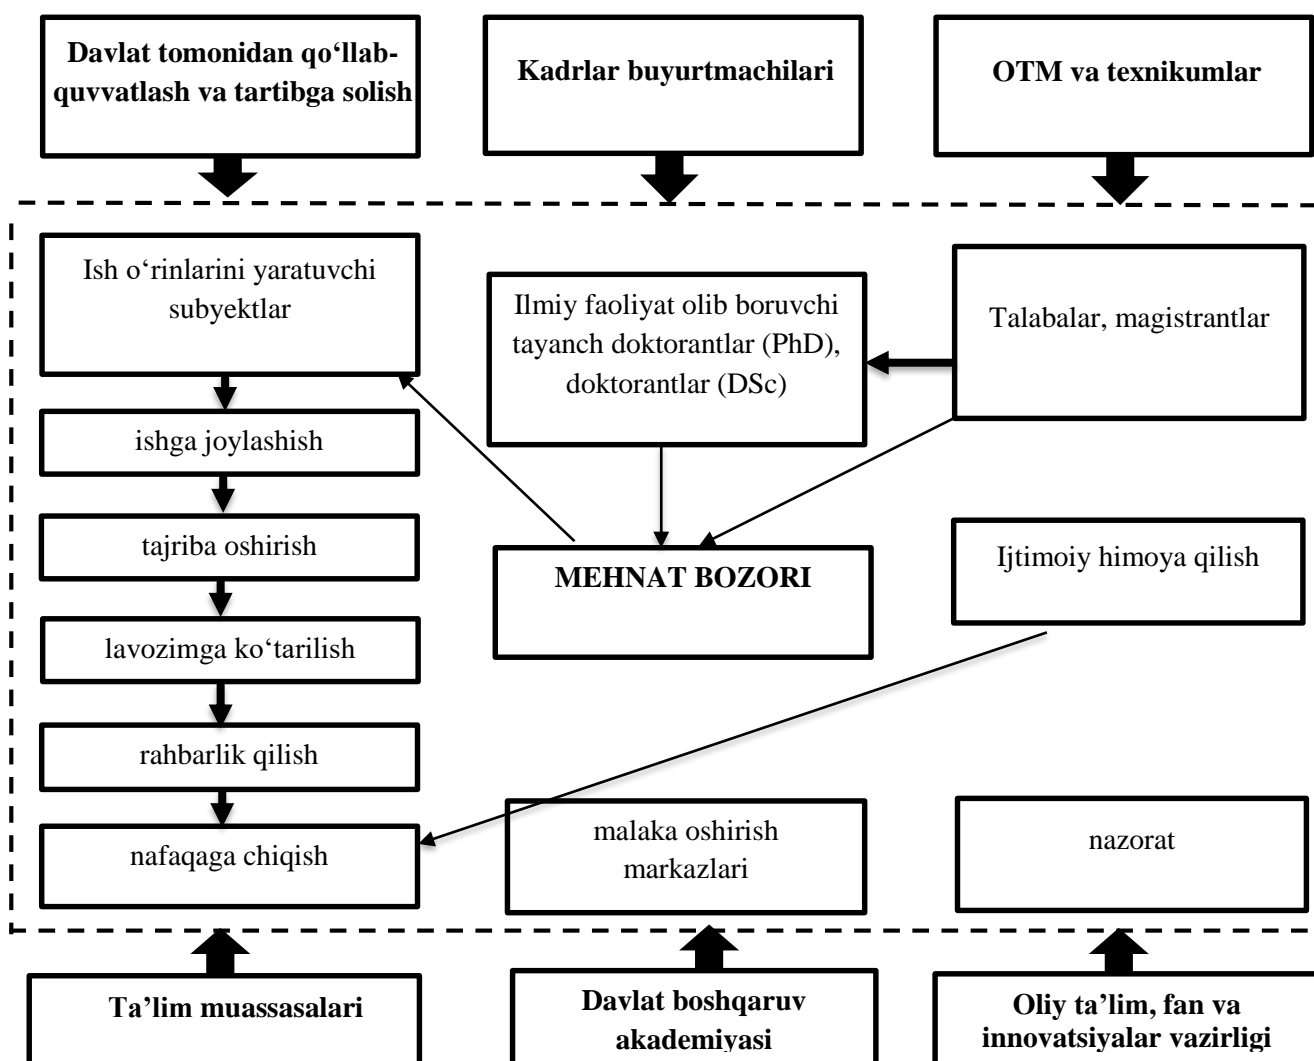 Davlat tomonidan qo‘llab-
quvvatlash va tartibga solish
Kadrlar buyurtmachilari
OTM va texnikumlar
Ish o‘rinlarini yaratuvchi
subyektlar
Ilmiy faoliyat olib boruvchi
tayanch doktorantlar (PhD),
doktorantlar (DSc)
Talabalar, magistrantlar
ishga joylashish
tajriba oshirish
MEHNAT BOZORI
Ijtimoiy himoya qilish
lavozimga ko‘tarilish
rahbarlik qilish
nafaqaga chiqish
malaka oshirish
markazlari
nazorat
Ta’lim muassasalari
Davlat boshqaruv
akademiyasi
Oliy ta’lim, fan va
innovatsiyalar vazirligi